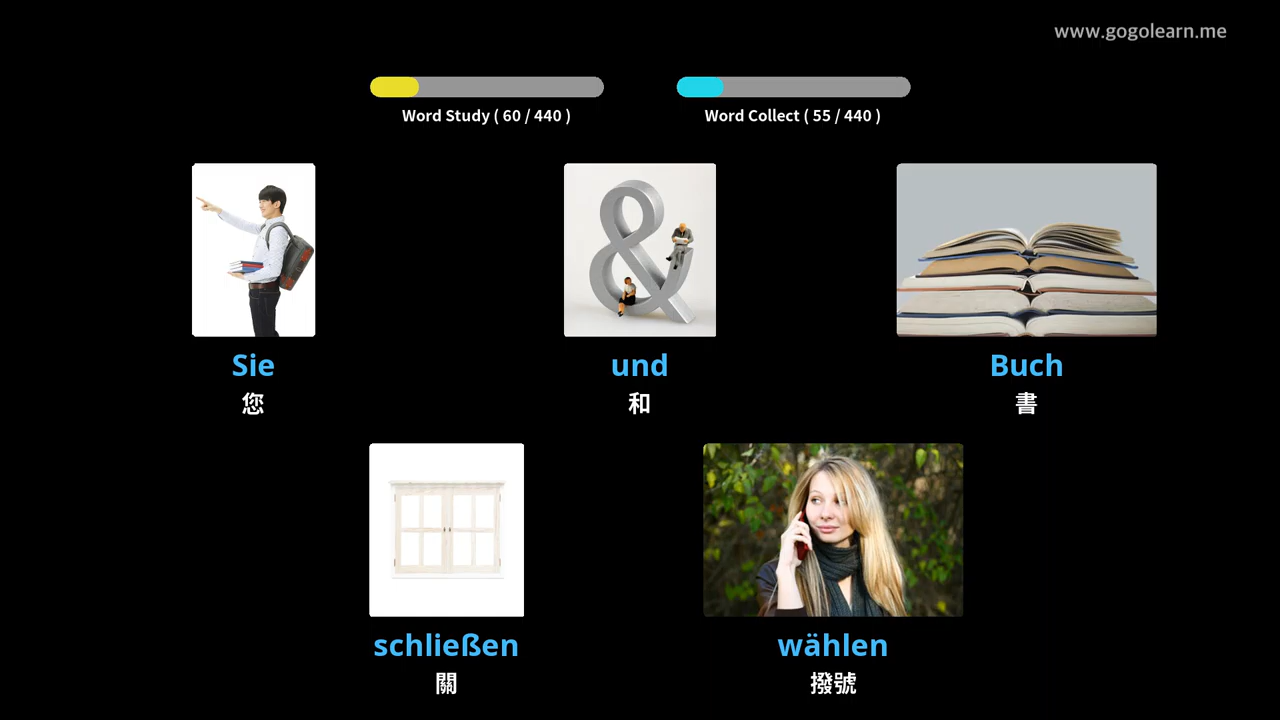 www.gogolearn.me
Word Study ( 60 / 440 )
Word Collect ( 55 / 440 )
Sie
您
und
和
Buch
書
schließen
關
wählen
撥號